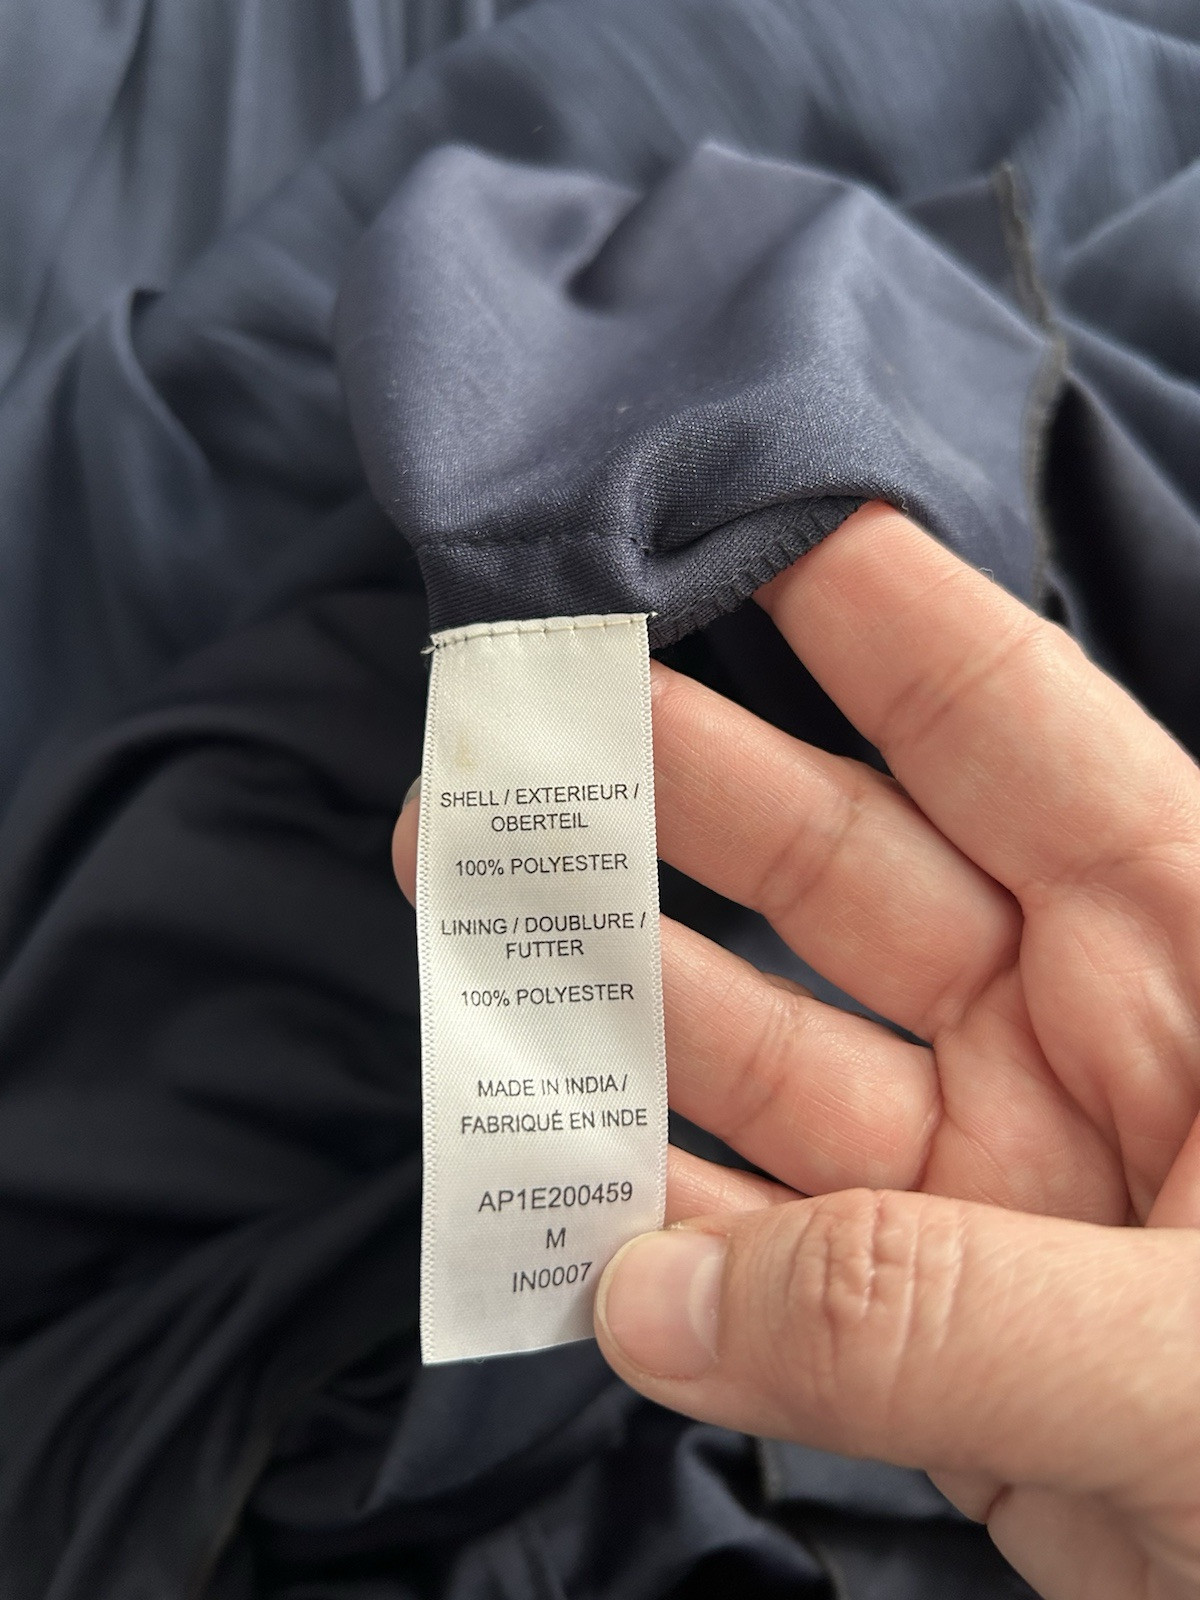 SHELL / EXTERIEUR /
OBERTEIL
100% POLYESTER
LINING / DOUBLURE /
FUTTER
100% POLYESTER
MADE IN INDIA /
FABRIQUÉ EN INDE
AP1E200459
M
IN0007